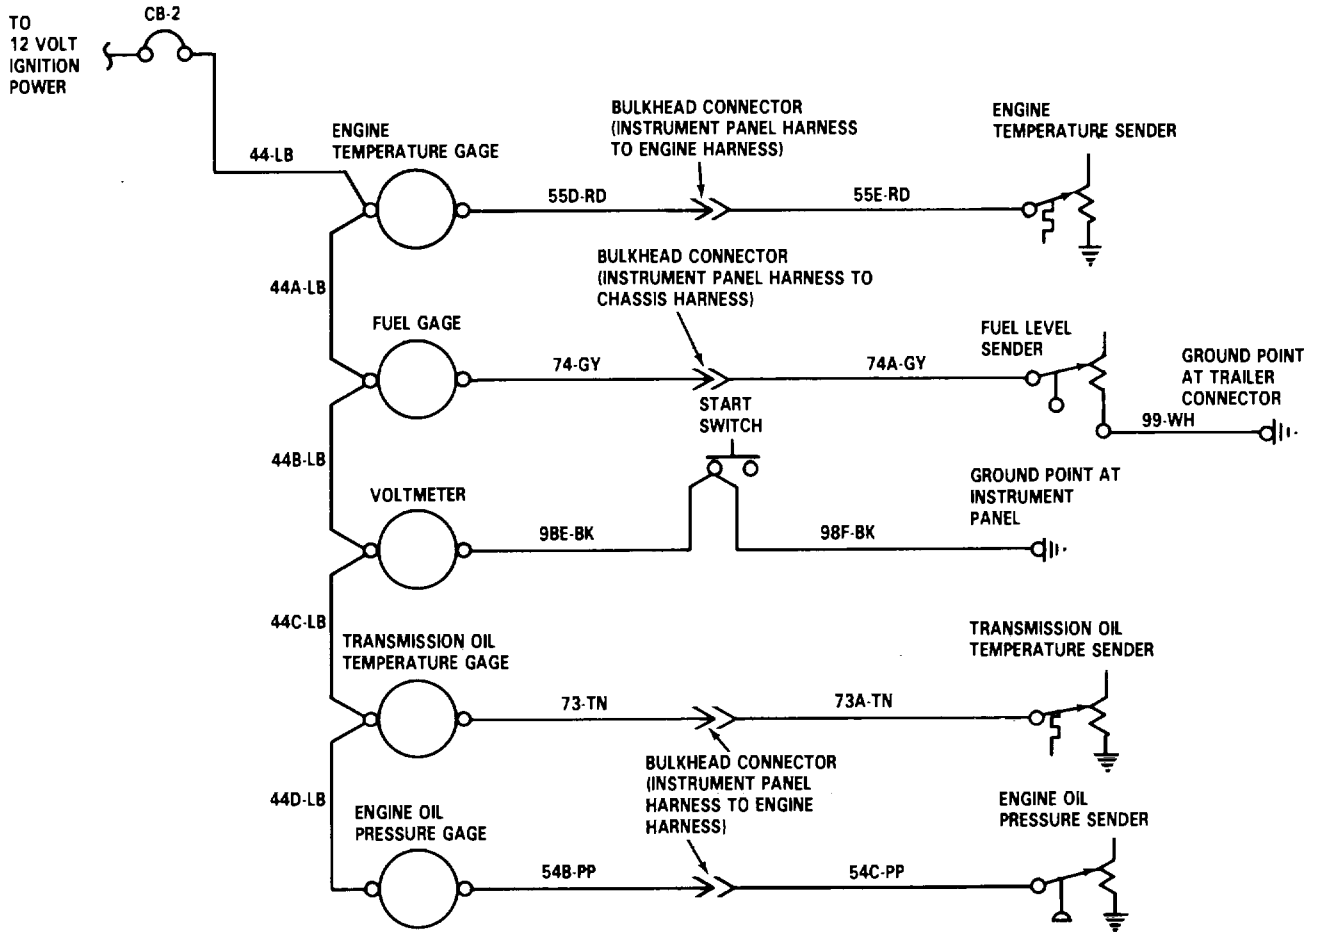 TO
12 VOLT
IGNITION
POWER
CB-2
44-LB
ENGINE
TEMPERATURE GAGE
BULKHEAD CONNECTOR
(INSTRUMENT PANEL HARNESS
TO ENGINE HARNESS)
ENGINE
TEMPERATURE SENDER
55D-RD
55E-RD
44A-LB
BULKHEAD CONNECTOR
(INSTRUMENT PANEL HARNESS TO
CHASSIS HARNESS)
FUEL GAGE
FUEL LEVEL
SENDER
GROUND POINT
AT TRAILER
CONNECTOR
74-GY
74A-GY
99-WH
START
SWITCH
44B-LB
VOLTMETER
GROUND POINT AT
INSTRUMENT
PANEL
9BE-BK
98F-BK
44C-LB
TRANSMISSION OIL
TEMPERATURE GAGE
TRANSMISSION OIL
TEMPERATURE SENDER
73-TN
73A-TN
BULKHEAD CONNECTOR
(INSTRUMENT PANEL
HARNESS TO ENGINE
HARNESS)
44D-LB
ENGINE OIL
PRESSURE GAGE
ENGINE OIL
PRESSURE SENDER
54B-PP
54C-PP